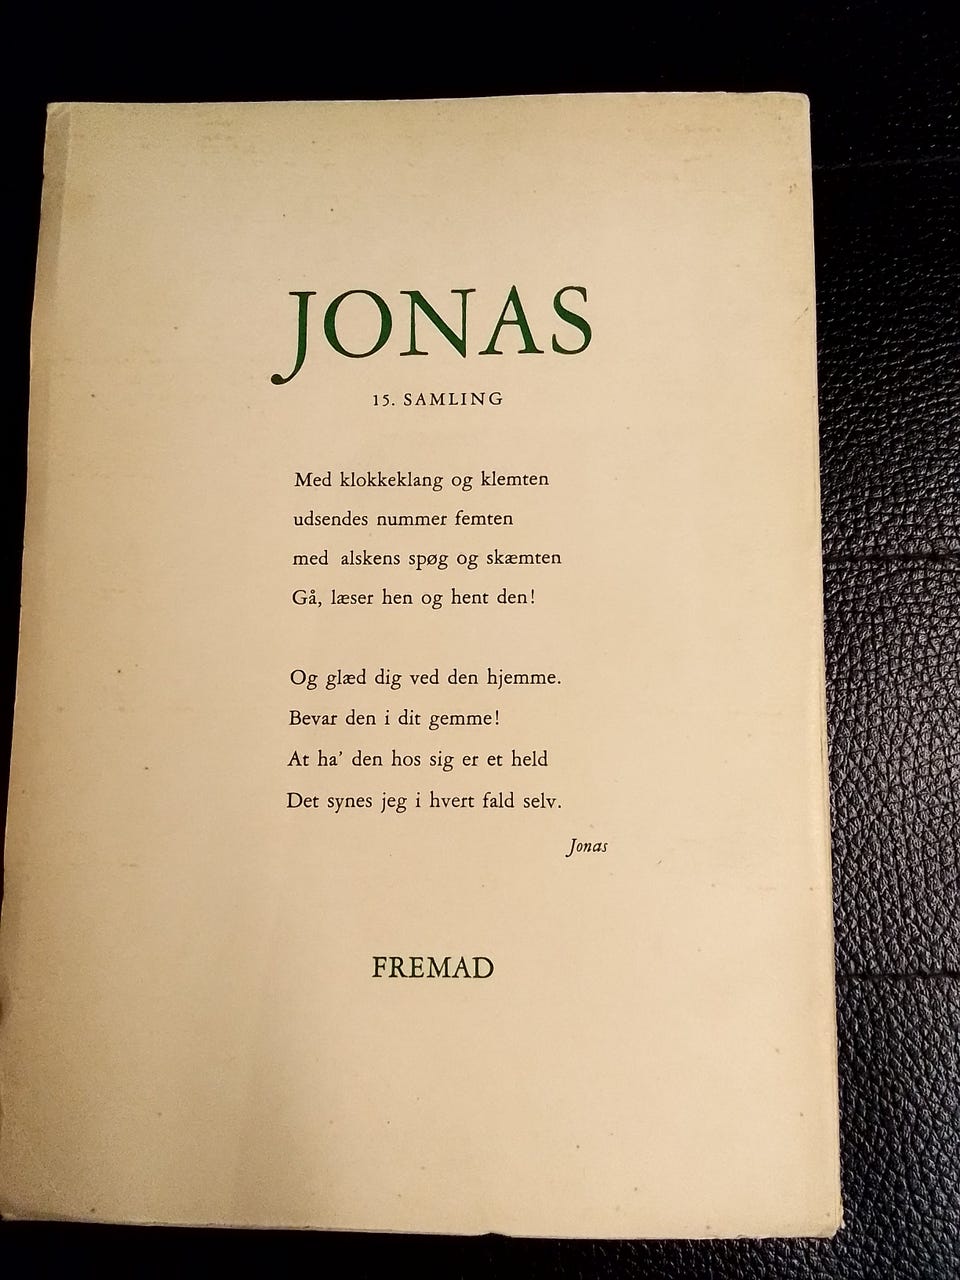 JONAS
15. SAMLING
Med klokkeklang og klemten
udsendes nummer femten
med alskens spøg og skæmten
Gå, læser hen og hent den!
Og glæd dig ved den hjemme.
Bevar den i dit gemme!
At ha' den hos sig er et held
Det synes jeg i hvert fald selv.
Jonas
FREMAD